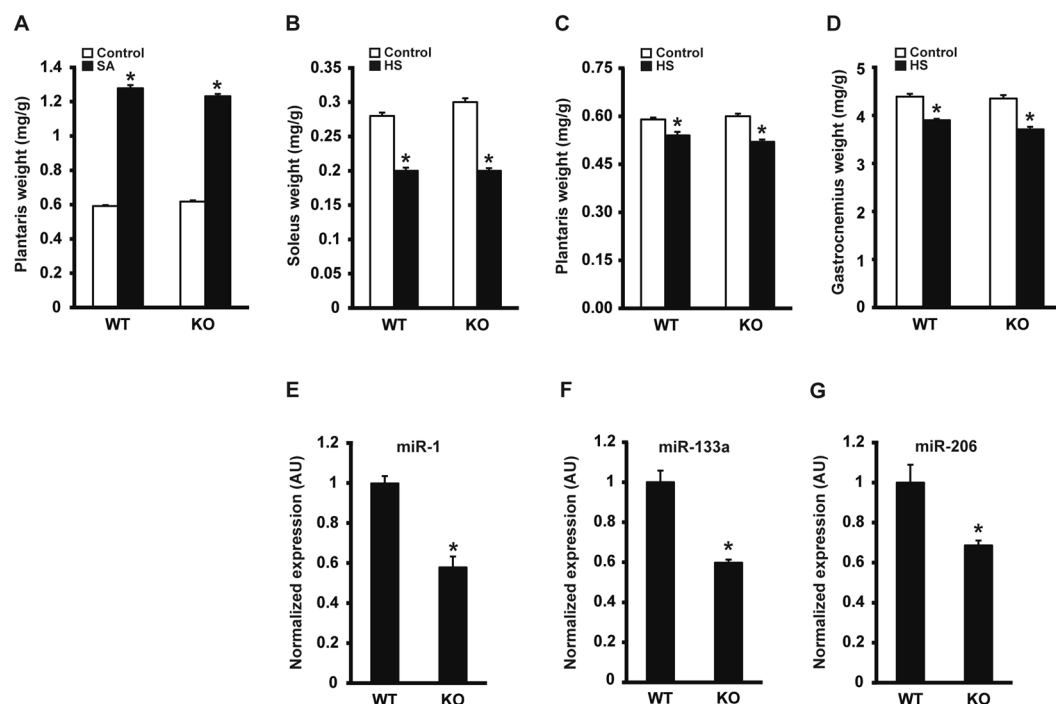 A
Control
SA
Plantaris weight (mg/g)
1.4
1.2
1
0.8
0.6
0.4
0.2
0
WT KO
B
Control
HS
Soleus weight (mg/g)
0.35
0.3
0.25
0.2
0.15
0.1
0.05
0
WT KO
C
Control
HS
Plantaris weight (mg/g)
0.75
0.60
0.45
0.30
0.15
0.00
WT KO
D
Control
HS
Gastrocnemius weight (mg/g)
5
4
3
2
1
0
WT KO
E
miR-1
Normalized expression (AU)
1.2
1
0.8
0.6
0.4
0.2
0
WT KO
F
miR-133a
Normalized expression (AU)
1.2
1
0.8
0.6
0.4
0.2
0
WT KO
G
miR-206
Normalized expression (AU)
1.2
1
0.8
0.6
0.4
0.2
0
WT KO